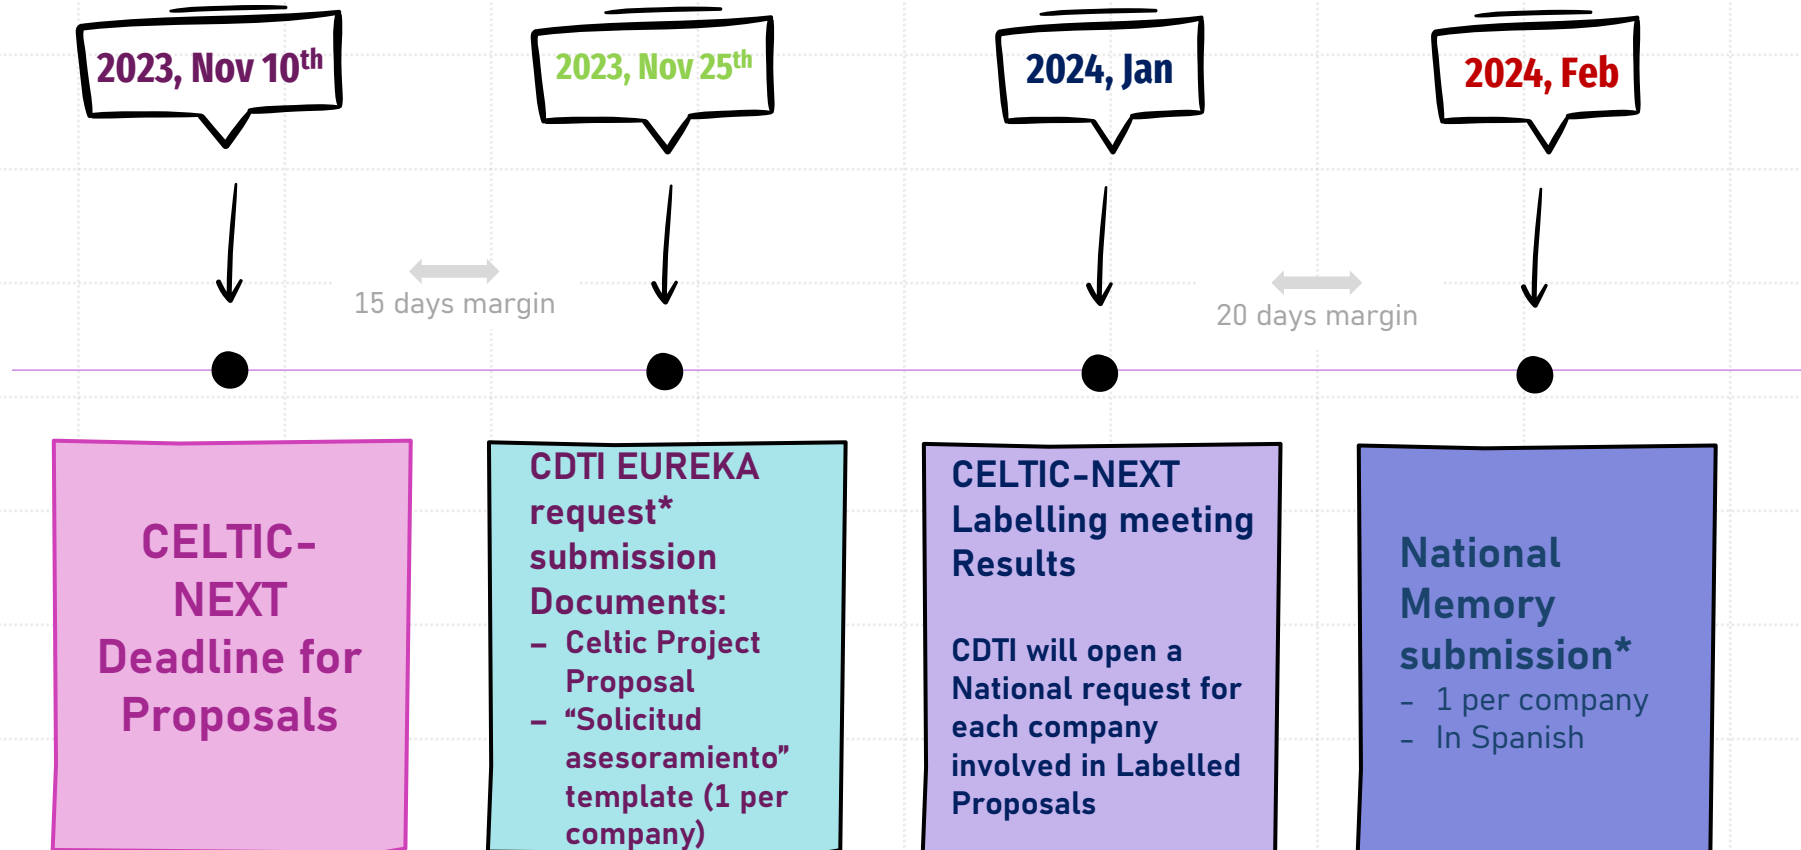 2023, Nov 10th
2023, Nov 25th
2024, Jan
2024, Feb
15 days margin
20 days margin
CELTIC-
NEXT
Deadline for
Proposals
CDTI EUREKA
request*
submission
Documents:
– Celtic Project
Proposal
– “Solicitud
asesoramiento”
template (1 per
company)
CELTIC-NEXT
Labelling meeting
Results
CDTI will open a
National request for
each company
involved in Labelled
Proposals
National
Memory
submission*
- 1 per company
- In Spanish